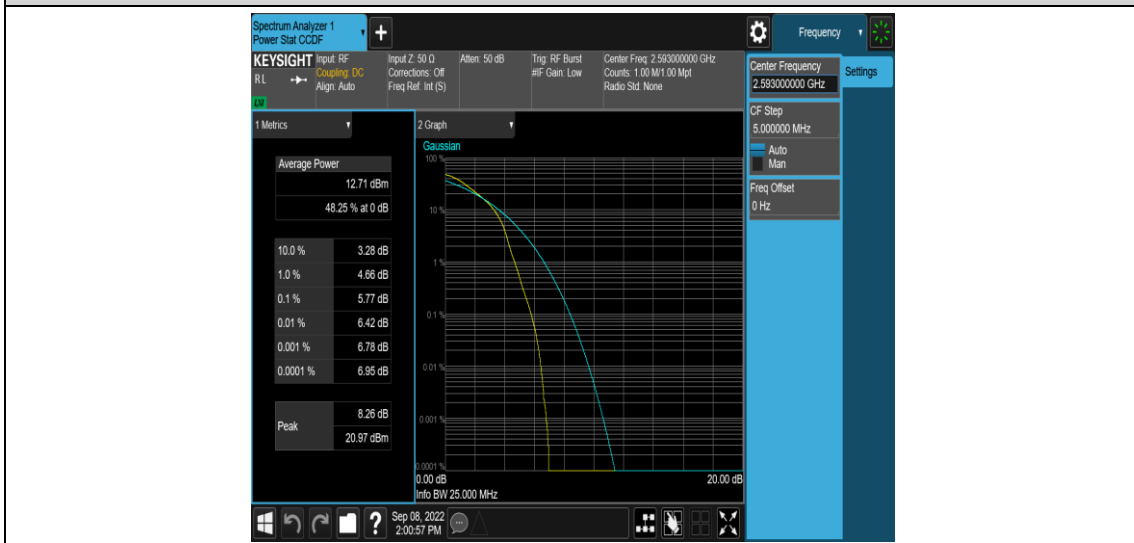 Spectrum Analyzer 1
Power Stat CCDF
+
Frequency
KEYSIGHT
RL
Input: RF
Coupling: DC
Align: Auto
Input Z: 50 Ω
Corrections: Off
Freq Ref: Int (S)
Atten: 50 dB
Trig: RF Burst
#IF Gain: Low
Center Freq: 2.593000000 GHz
Counts: 1.00 M/1.00 Mpt
Radio Std: None
Center Frequency
2.593000000 GHz
Settings
CF Step
5.000000 MHz
Auto
Man
Freq Offset
0 Hz
1 Metrics
Average Power
12.71 dBm
48.25 % at 0 dB
10.0 % 3.28 dB
1.0 % 4.66 dB
0.1 % 5.77 dB
0.01 % 6.42 dB
0.001 % 6.78 dB
0.0001 % 6.95 dB
Peak
8.26 dB
20.97 dBm
2 Graph
Gaussian
100 %
10 %
1 %
0.1 %
0.01 %
0.001 %
0.0001 %
0.00 dB 20.00 dB
Info BW 25.000 MHz
?
Sep 08, 2022
2:00:57 PM